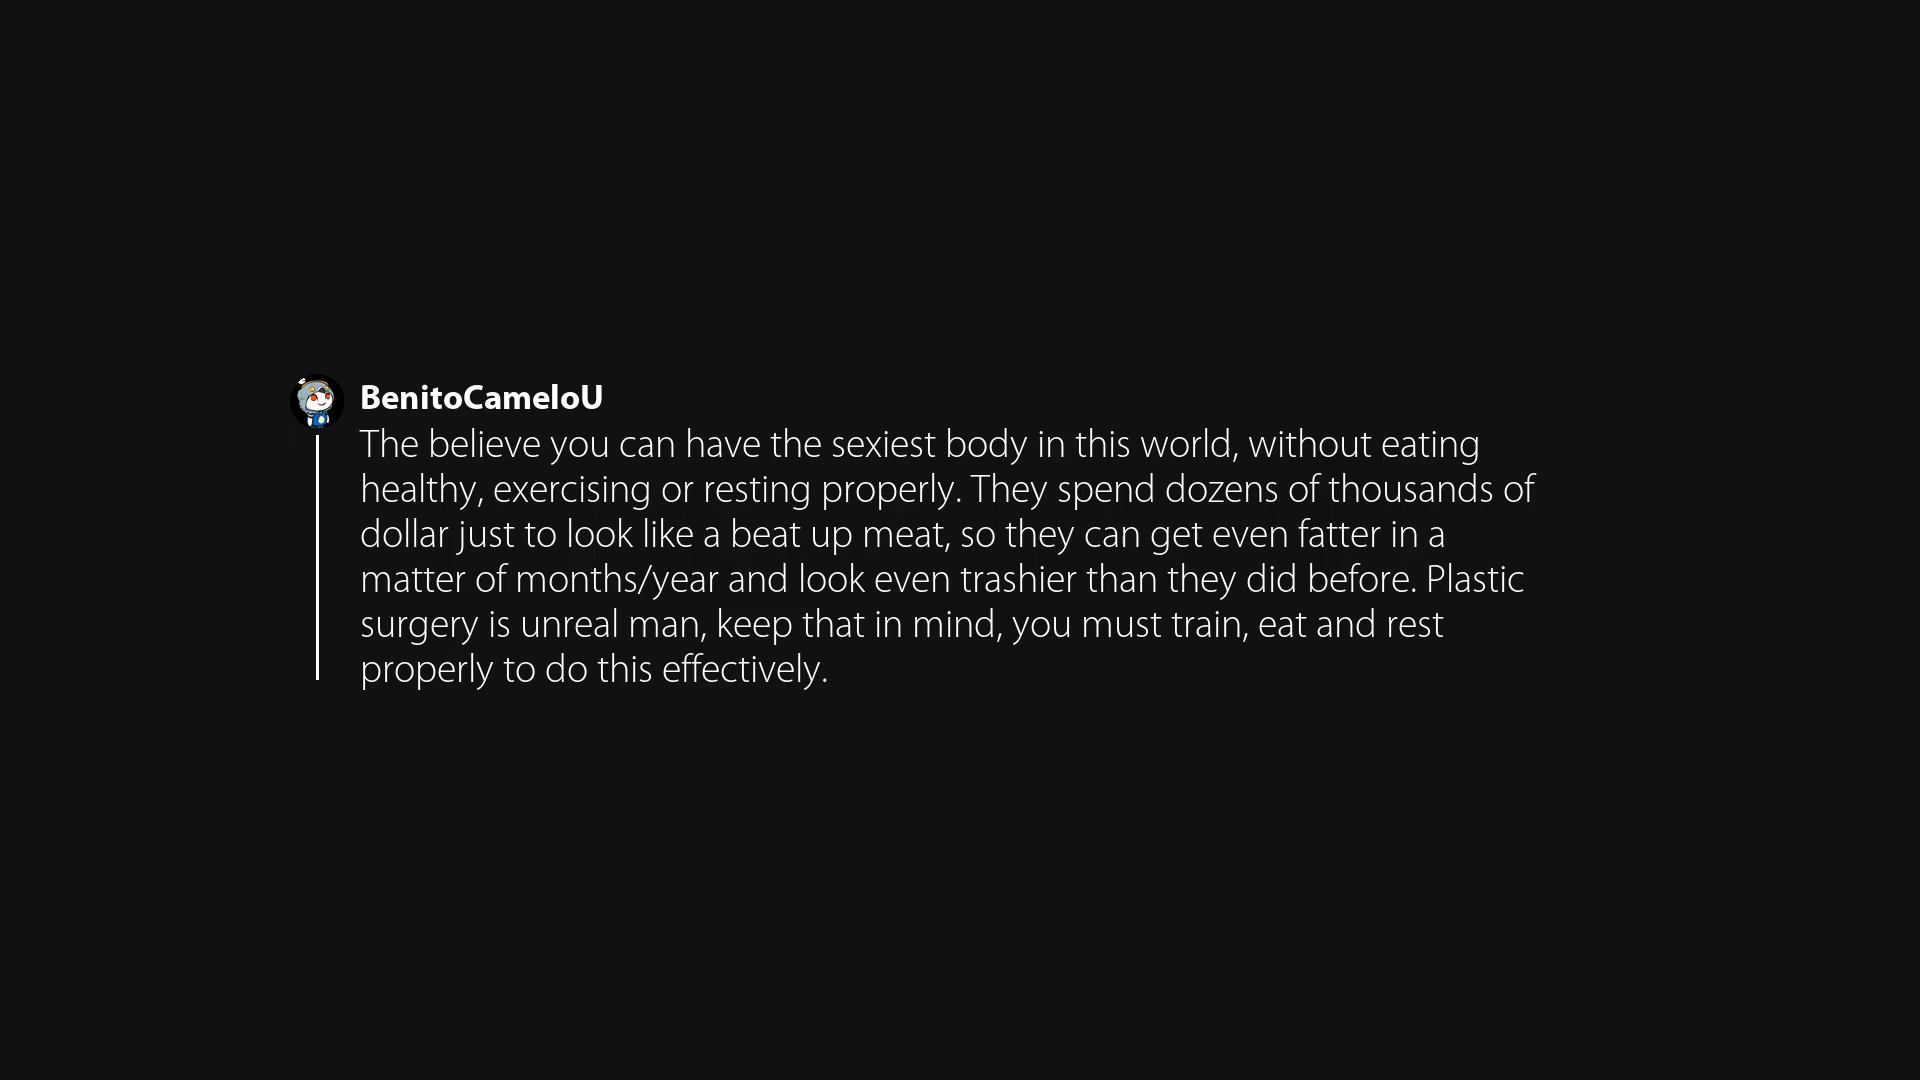 BenitoCameloU
The believe you can have the sexiest body in this world, without eating
healthy, exercising or resting properly. They spend dozens of thousands of
dollar just to look like a beat up meat, so they can get even fatter in a
matter of months/year and look even trashier than they did before. Plastic
surgery is unreal man, keep that in mind, you must train, eat and rest
properly to do this effectively.